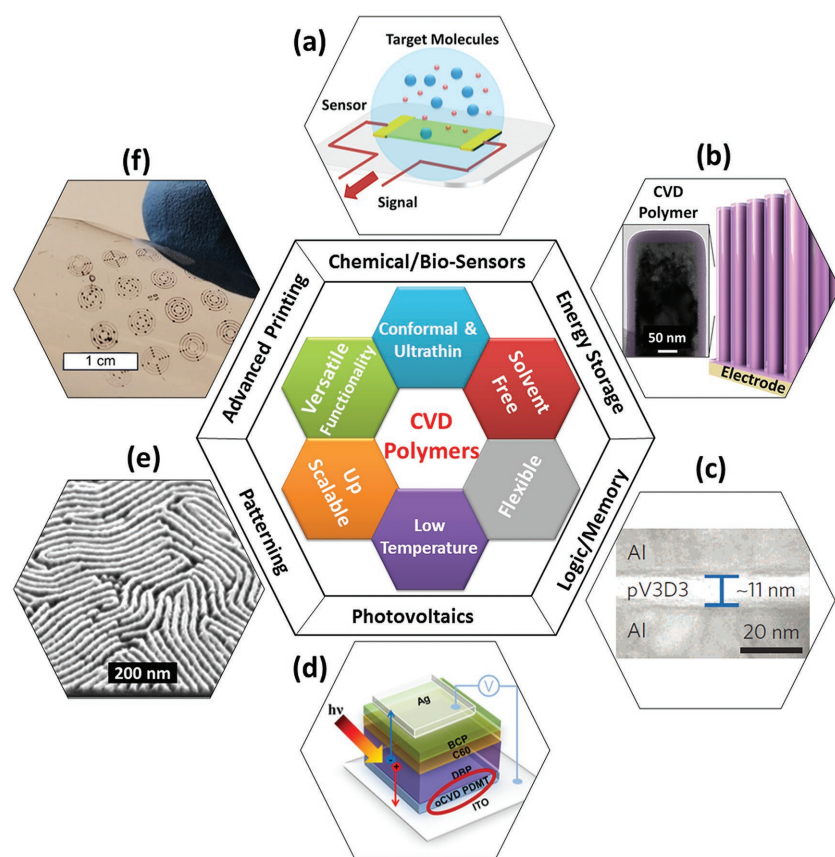 (a)
Target Molecules
Sensor
Signal
(f)
1 cm
(b)
CVD
Polymer
50 nm
Electrode
Chemical/Bio-Sensors
Advanced Printing
Energy Storage
Conformal &
Ultrathin
Versatile
Functionality
Solvent
Free
CVD
Polymers
Up
Scalable
Flexible
Low
Temperature
Patterning
Logic/Memory
Photovoltaics
(e)
200 nm
(c)
Al
pV3D3
~11 nm
Al
20 nm
(d)
hν
Ag
V
BCP
C60
DBP
oCVD PDMT
ITO
-
+